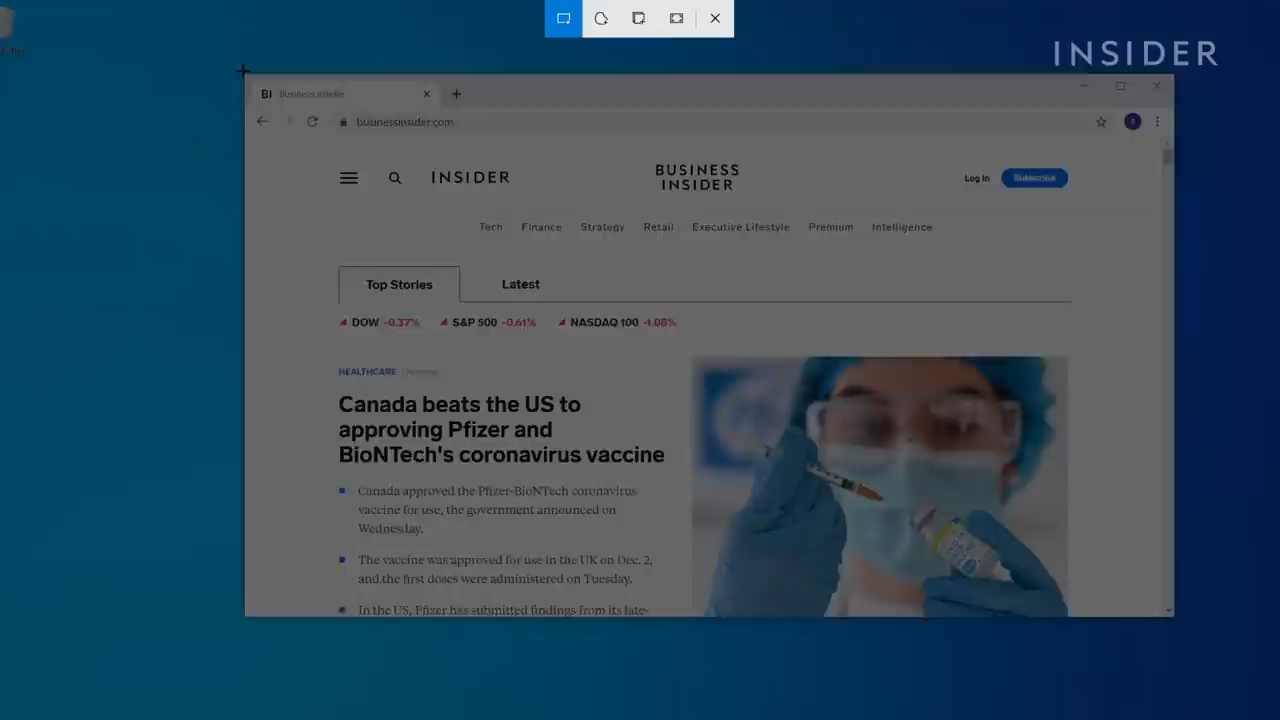 INSIDER
BI Business Insider
businessinsider.com
INSIDER
BUSINESS
INSIDER
Log In
Subscribe
Tech Finance Strategy Retail Executive Lifestyle Premium Intelligence
Top Stories Latest
DOW -0.37% S&P 500 -0.61% NASDAQ 100 -1.08%
HEALTHCARE
Canada beats the US to
approving Pfizer and
BioNTech's coronavirus vaccine
Canada approved the Pfizer-BioNTech coronavirus
vaccine for use, the government announced on
Wednesday.
The vaccine was approved for use in the UK on Dec. 2,
and the first doses were administered on Tuesday.
In the US, Pfizer has submitted findings from its late-